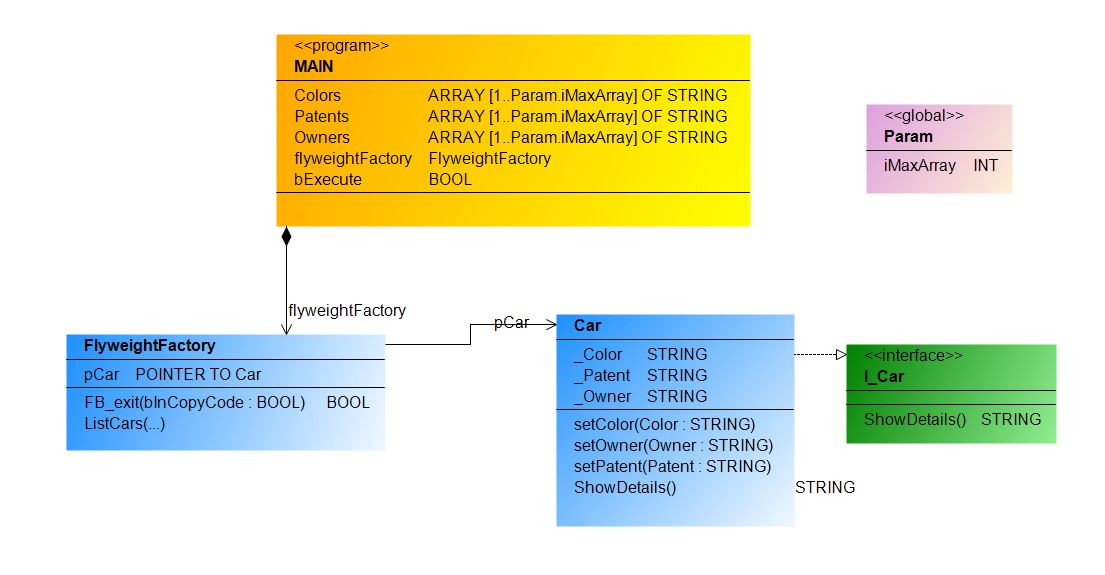 <<program>>
MAIN
Colors ARRAY [1..Param.iMaxArray] OF STRING
Patents ARRAY [1..Param.iMaxArray] OF STRING
Owners ARRAY [1..Param.iMaxArray] OF STRING
flyweightFactory FlyweightFactory
bExecute BOOL
<<global>>
Param
iMaxArray INT
flyweightFactory
FlyweightFactory
pCar POINTER TO Car
FB_exit(bInCopyCode : BOOL) BOOL
ListCars(...)
pCar
Car
_Color STRING
_Patent STRING
_Owner STRING
setColor(Color : STRING)
setOwner(Owner : STRING)
setPatent(Patent : STRING)
ShowDetails() STRING
<<interface>>
I_Car
ShowDetails() STRING